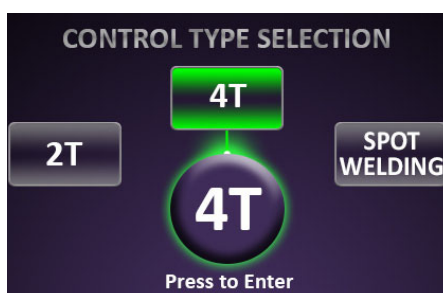 CONTROL TYPE SELECTION
4T
2T
SPOT
WELDING
4T
Press to Enter